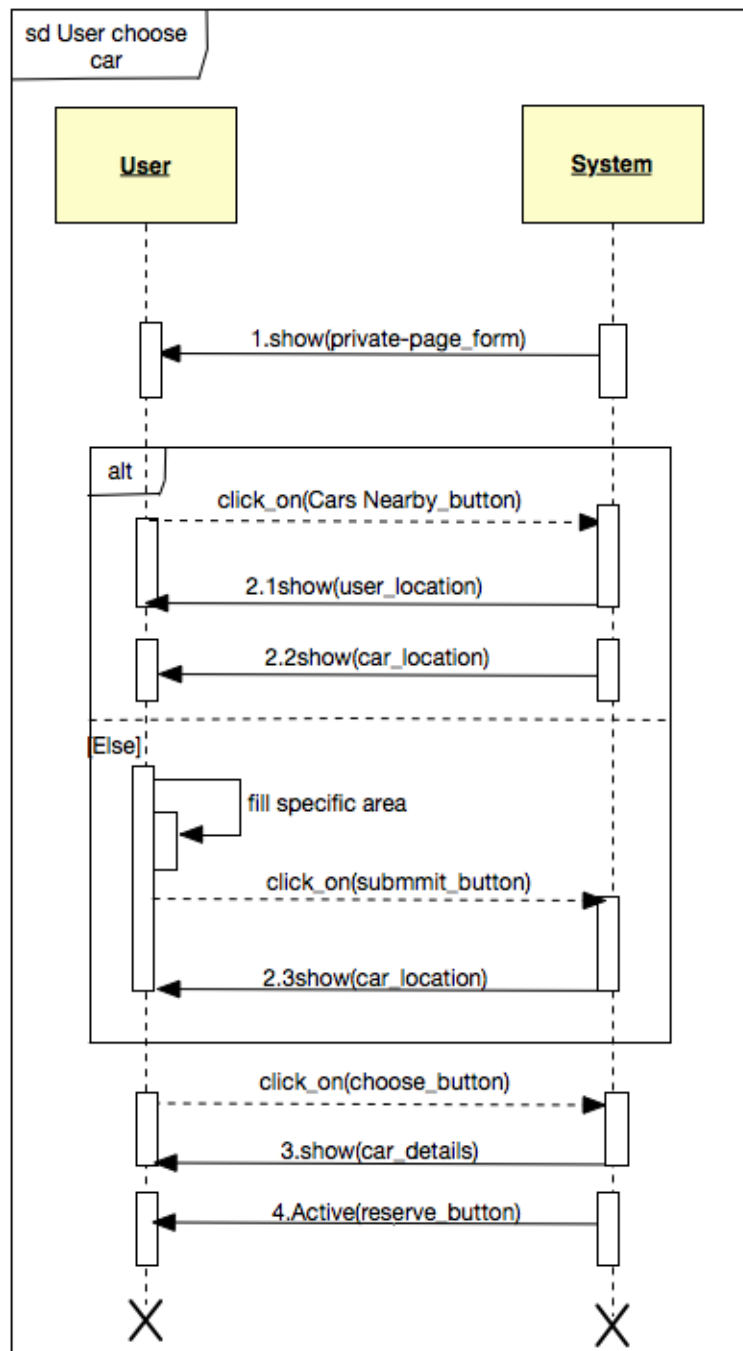 sd User choose
car
User
System
1.show(private-page_form)
alt
click_on(Cars Nearby_button)
2.1show(user_location)
2.2show(car_location)
[Else]
fill specific area
click_on(submmit_button)
2.3show(car_location)
click_on(choose_button)
3.show(car_details)
4.Active(reserve_button)